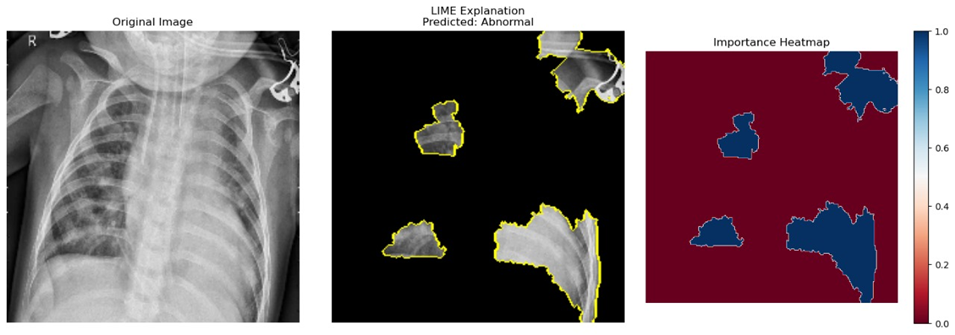 Original Image
R
LIME Explanation
Predicted: Abnormal
Importance Heatmap
1.0
0.8
0.6
0.4
0.2
0.0